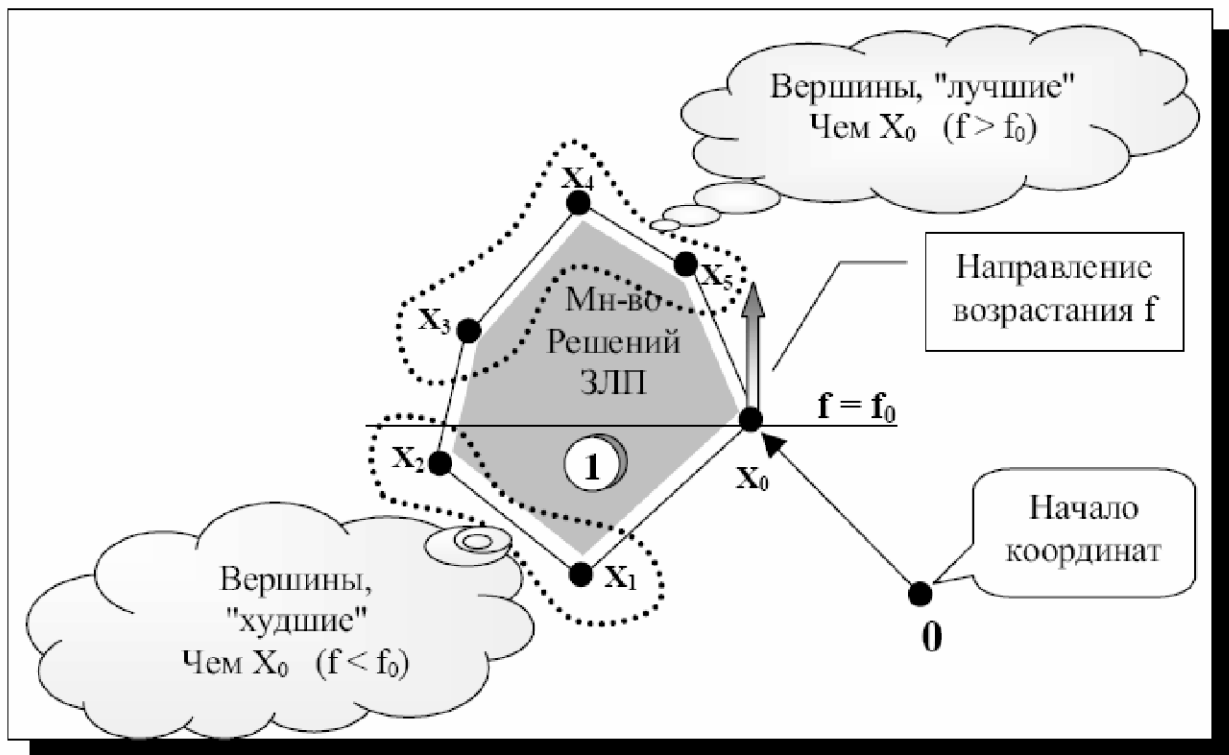 Вершины, "лучшие"
Чем X₀ (f > f₀)
X₄
X₅
Направление
возрастания f
Мн-во
Решений
ЗЛП
X₃
f = f₀
X₂
1
X₀
Начало
координат
Вершины,
"худшие"
Чем X₀ (f < f₀)
X₁
0